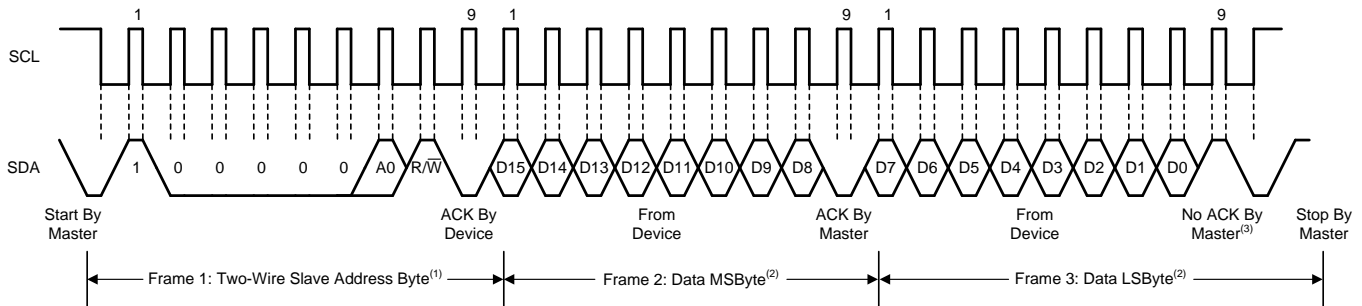 1 9 1 9 1 9
SCL
SDA 1 0 0 0 0 0 A0 R/W D15 D14 D13 D12 D11 D10 D9 D8 D7 D6 D5 D4 D3 D2 D1 D0
Start By
Master
ACK By
Device
From
Device
ACK By
Master
From
Device
No ACK By
Master(3)
Stop By
Master
Frame 1: Two-Wire Slave Address Byte(1) Frame 2: Data MSByte(2) Frame 3: Data LSByte(2)